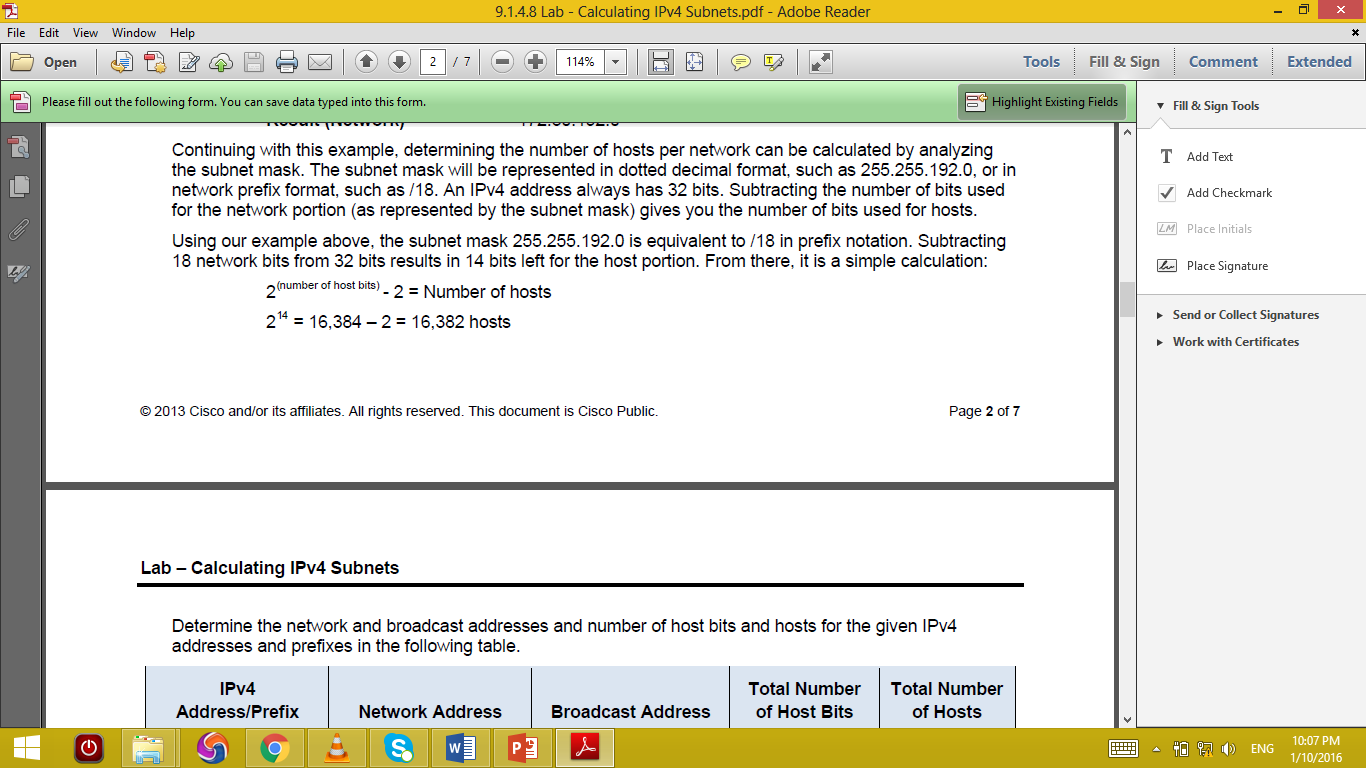 9.1.4.8 Lab - Calculating IPv4 Subnets.pdf - Adobe Reader
File Edit View Window Help
Open 2 / 7 114% Tools Fill & Sign Comment Extended
Please fill out the following form. You can save data typed into this form. Highlight Existing Fields
Continuing with this example, determining the number of hosts per network can be calculated by analyzing
the subnet mask. The subnet mask will be represented in dotted decimal format, such as 255.255.192.0, or in
network prefix format, such as /18. An IPv4 address always has 32 bits. Subtracting the number of bits used
for the network portion (as represented by the subnet mask) gives you the number of bits used for hosts.
Using our example above, the subnet mask 255.255.192.0 is equivalent to /18 in prefix notation. Subtracting
18 network bits from 32 bits results in 14 bits left for the host portion. From there, it is a simple calculation:
2(number of host bits) - 2 = Number of hosts
214 = 16,384 – 2 = 16,382 hosts
© 2013 Cisco and/or its affiliates. All rights reserved. This document is Cisco Public. Page 2 of 7
Lab – Calculating IPv4 Subnets
Determine the network and broadcast addresses and number of host bits and hosts for the given IPv4
addresses and prefixes in the following table.
IPv4
Address/Prefix
Network Address
Broadcast Address
Total Number
of Host Bits
Total Number
of Hosts
Fill & Sign Tools
T Add Text
Add Checkmark
LM Place Initials
Place Signature
Send or Collect Signatures
Work with Certificates
ENG
10:07 PM
1/10/2016